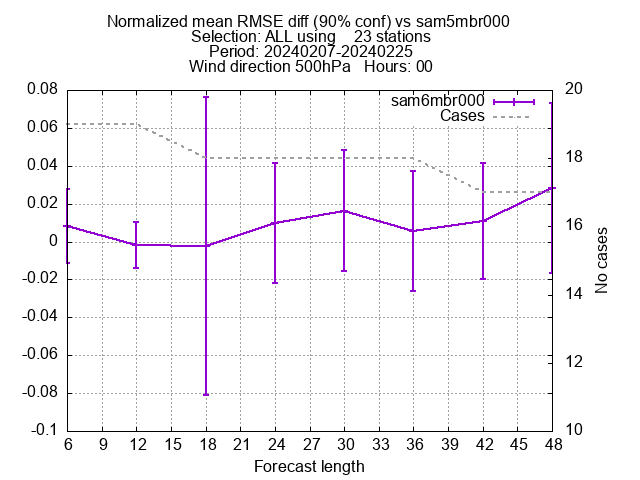 Normalized mean RMSE diff (90% conf) vs sam5mbr000
Selection: ALL using    23 stations
Period: 20240207-20240225
Wind direction 500hPa   Hours: 00
sam6mbr000
Cases
0.08
0.06
0.04
0.02
0
-0.02
-0.04
-0.06
-0.08
-0.1
20
18
16
14
12
10
No cases
6 9 12 15 18 21 24 27 30 33 36 39 42 45 48
Forecast length